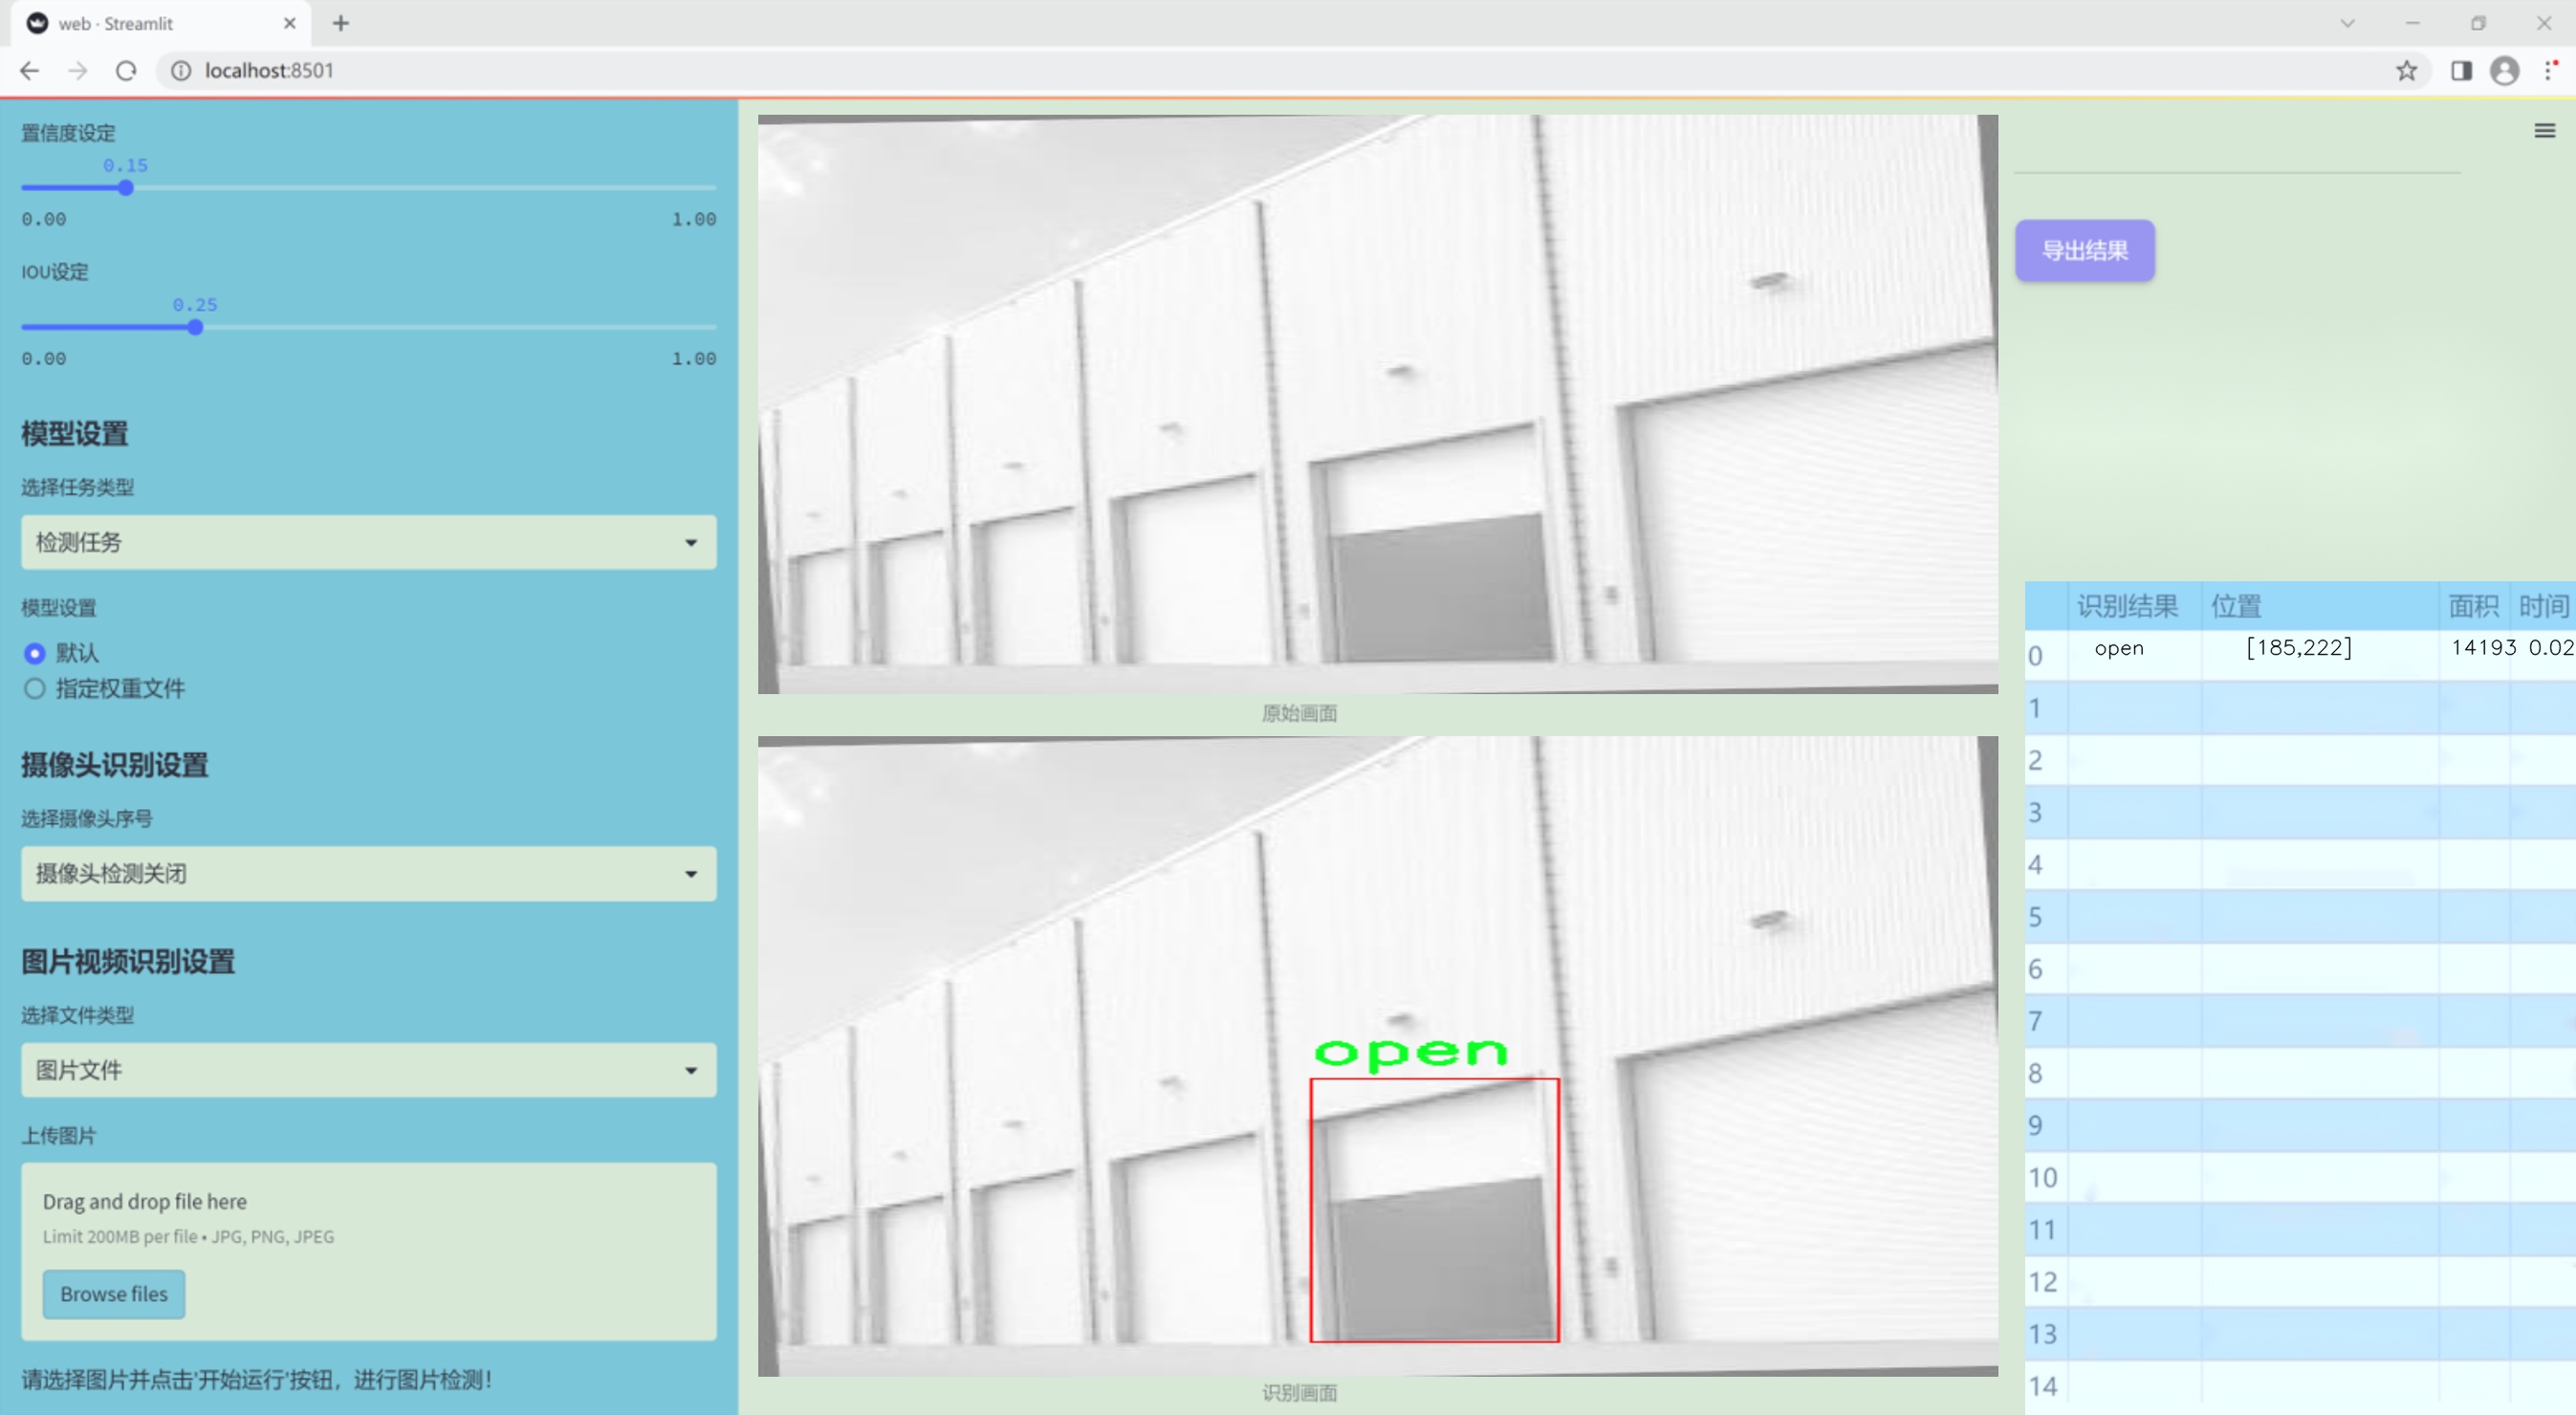 web · Streamlit
localhost:8501
置信度设定
0.15
0.00 1.00
IOU设定
0.25
0.00 1.00
模型设置
选择任务类型
检测任务
模型设置
默认
指定权重文件
摄像头识别设置
选择摄像头序号
摄像头检测关闭
图片视频识别设置
选择文件类型
图片文件
上传图片
Drag and drop file here
Limit 200MB per file • JPG, PNG, JPEG
Browse files
请选择图片并点击'开始运行'按钮，进行图片检测!
原始画面
open
识别画面
导出结果
识别结果 位置 面积 时间
0 open [185,222] 14193 0.02
1
2
3
4
5
6
7
8
9
10
11
12
13
14